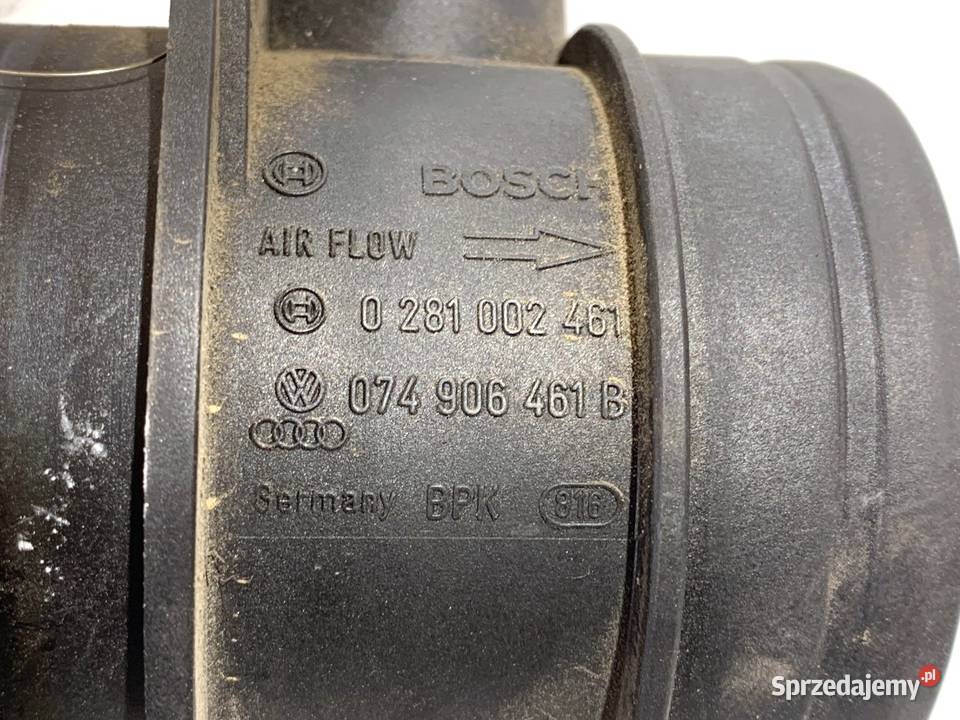 BOSCH
AIR FLOW
0 281 002 461
074 906 461 B
Germany BPK 816
Sprzedajemy.pl